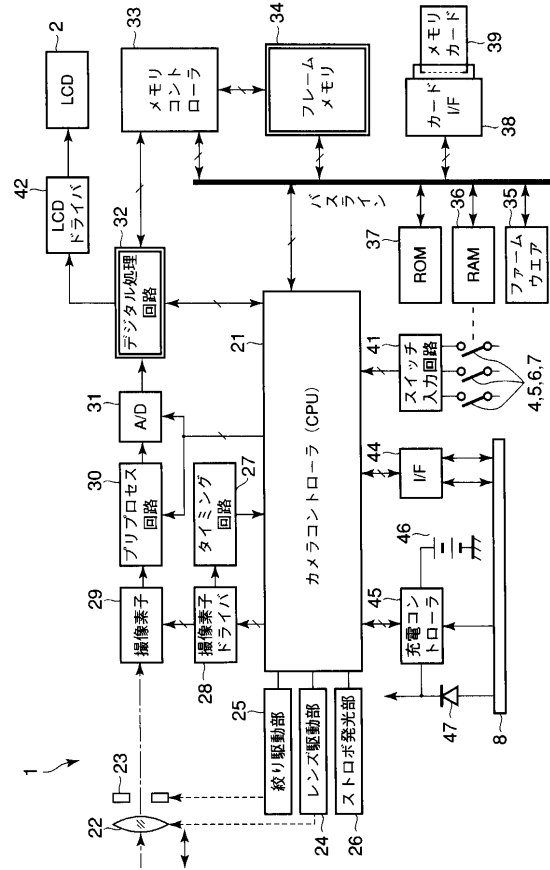 1
22
23
29
撮像素子
30
プリプロセス
回路
31
A/D
32
デジタル処理
回路
42
LCD
ドライバ
2
LCD
33
メモリ
コント
ローラ
34
フレーム
メモリ
28
撮像素子
ドライバ
27
タイミング
回路
21
カメラコントローラ (CPU)
25
絞り駆動部
24
レンズ駆動部
26
ストロボ発光部
バスライン
カード
I/F
38
メモリ
カード
39
37
ROM
36
RAM
35
ファーム
ウエア
41
スイッチ
入力回路
4,5,6,7
44
I/F
45
充電コン
トローラ
46
47
8